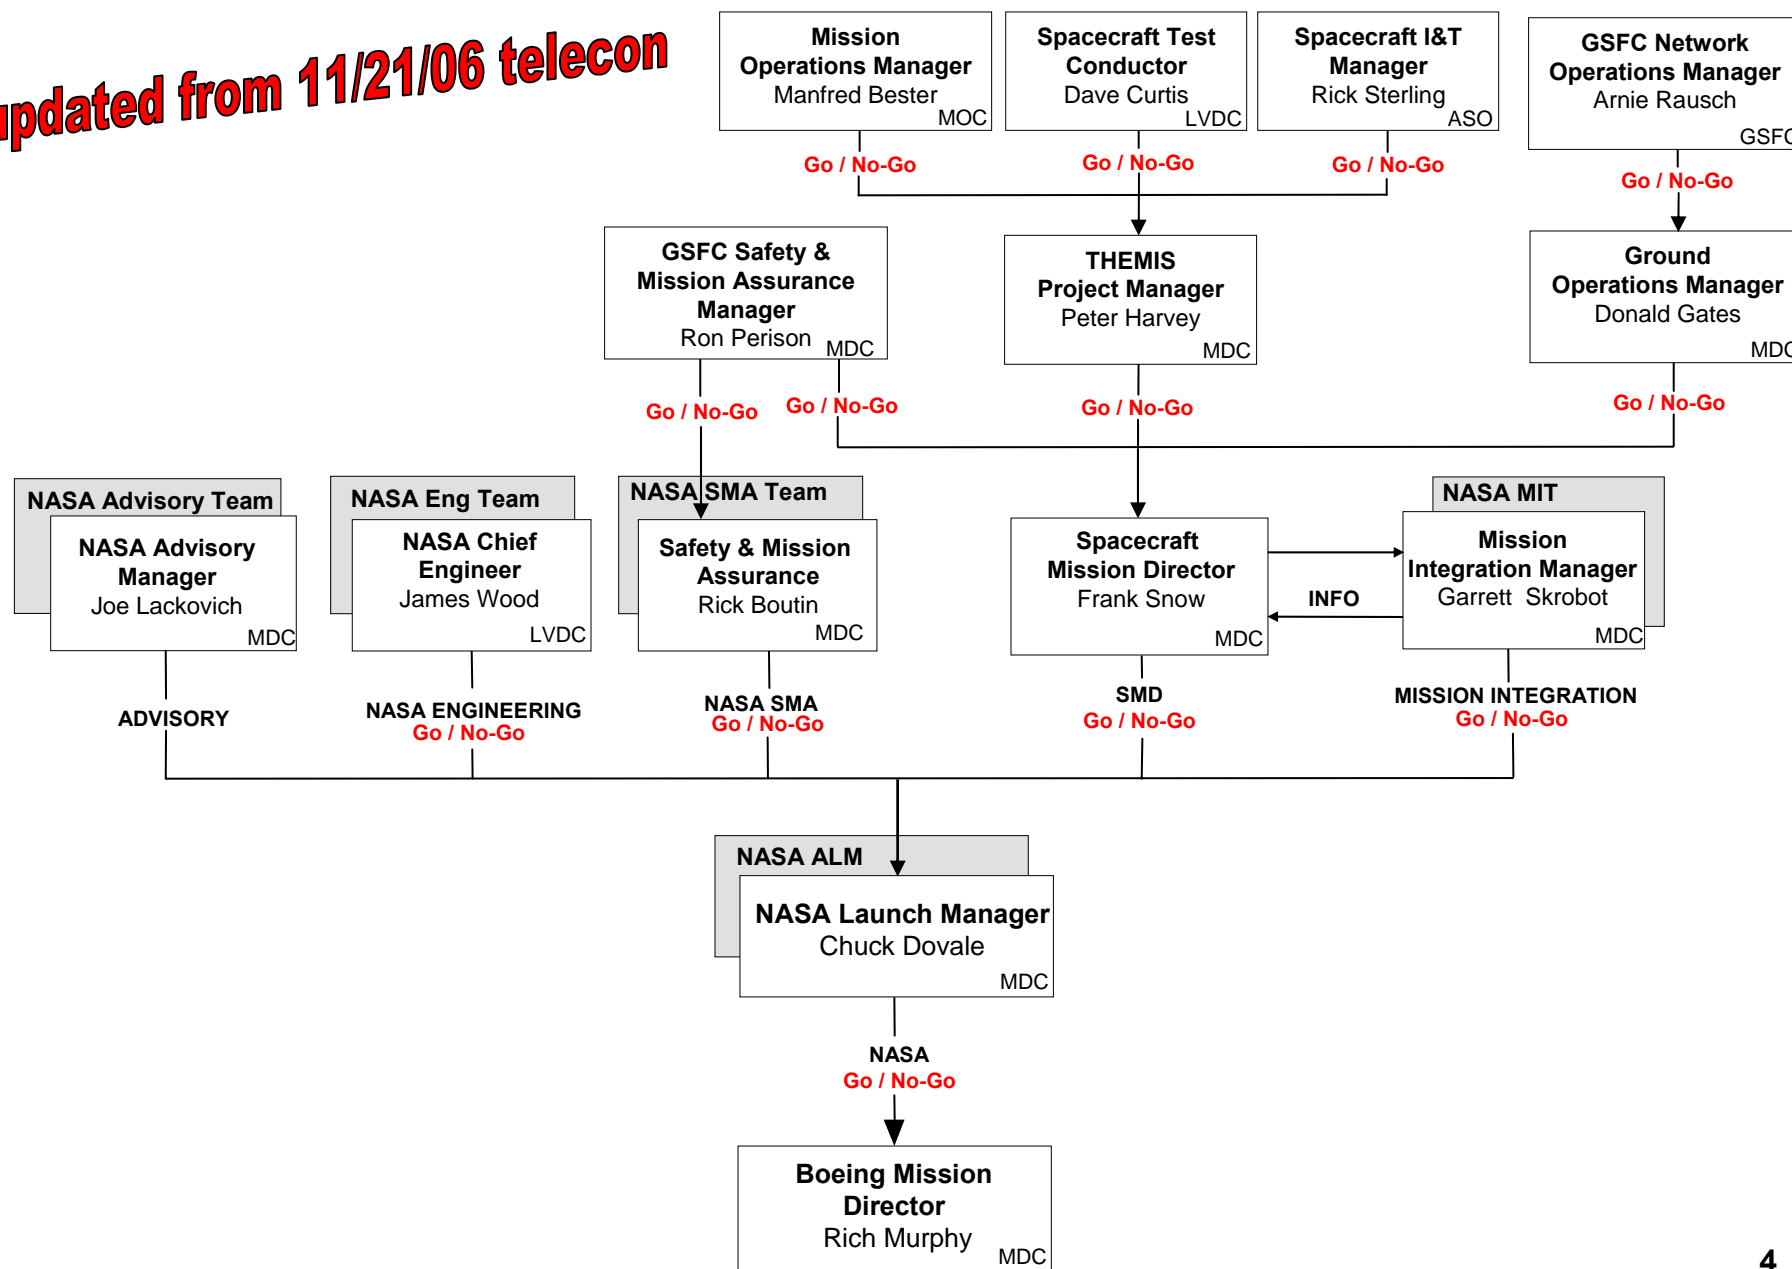 updated from 11/21/06 telecon
Mission
Operations Manager
Manfred Bester
MOC
Spacecraft Test
Conductor
Dave Curtis
LVDC
Spacecraft I&T
Manager
Rick Sterling
ASO
GSFC Network
Operations Manager
Arnie Rausch
GSFC
Go / No-Go
Go / No-Go
Go / No-Go
Go / No-Go
GSFC Safety &
Mission Assurance
Manager
Ron Perison
MDC
THEMIS
Project Manager
Peter Harvey
MDC
Ground
Operations Manager
Donald Gates
MDC
Go / No-Go
Go / No-Go
Go / No-Go
Go / No-Go
NASA Advisory Team
NASA Advisory
Manager
Joe Lackovich
MDC
NASA Eng Team
NASA Chief
Engineer
James Wood
LVDC
NASA SMA Team
Safety & Mission
Assurance
Rick Boutin
MDC
Spacecraft
Mission Director
Frank Snow
MDC
INFO
NASA MIT
Mission
Integration Manager
Garrett Skrobot
MDC
ADVISORY
NASA ENGINEERING
Go / No-Go
NASA SMA
Go / No-Go
SMD
Go / No-Go
MISSION INTEGRATION
Go / No-Go
NASA ALM
NASA Launch Manager
Chuck Dovale
MDC
NASA
Go / No-Go
Boeing Mission
Director
Rich Murphy
MDC
4